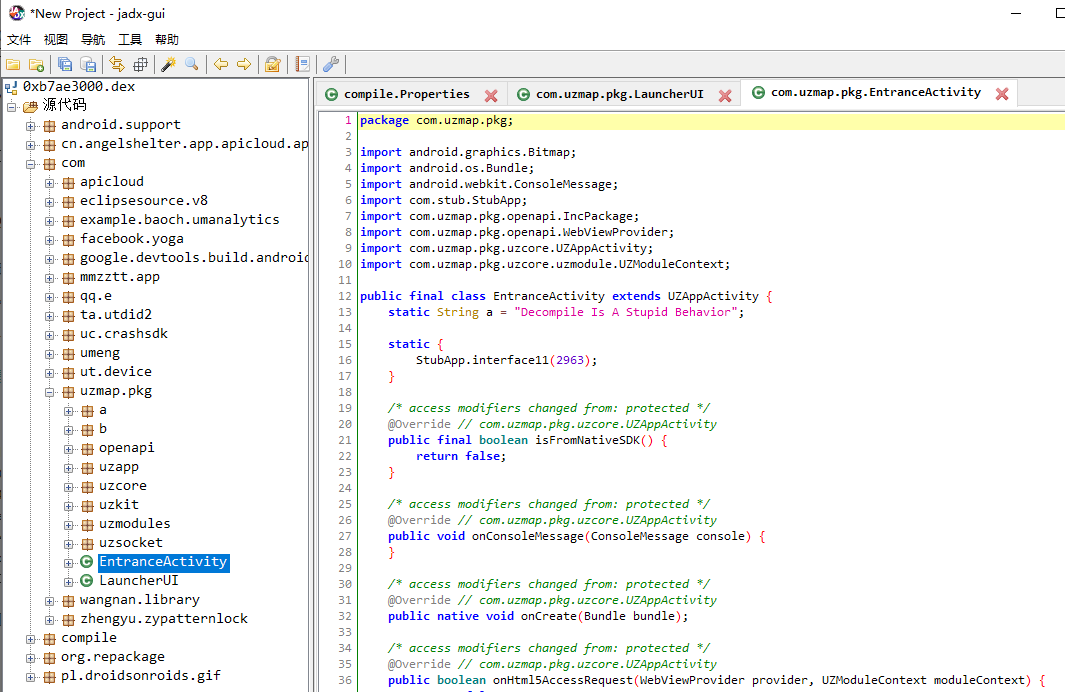 *New Project - jadx-gui
文件 视图 导航 工具 帮助
0xb7ae3000.dex
源代码
android.support
cn.angelshelter.app.apicloud.ap
com
apicloud
eclipsesource.v8
example.baoch.umanalytics
facebook.yoga
google.devtools.build.android
mmzztt.app
qq.e
ta.utdid2
uc.crashsdk
umeng
ut.device
uzmap.pkg
a
b
openapi
uzapp
uzcore
uzkit
uzmodules
uzsocket
EntranceActivity
LauncherUI
wangnan.library
zhengyu.zypatternlock
compile
org.repackage
pl.droidsonroids.gif
compile.Properties com.uzmap.pkg.LauncherUI com.uzmap.pkg.EntranceActivity
1 package com.uzmap.pkg;
2
3 import android.graphics.Bitmap;
4 import android.os.Bundle;
5 import android.webkit.ConsoleMessage;
6 import com.stub.StubApp;
7 import com.uzmap.pkg.openapi.IncPackage;
8 import com.uzmap.pkg.openapi.WebViewProvider;
9 import com.uzmap.pkg.uzcore.UZAppActivity;
10 import com.uzmap.pkg.uzcore.uzmodule.UZModuleContext;
11
12 public final class EntranceActivity extends UZAppActivity {
13 static String a = "Decompile Is A Stupid Behavior";
14
15 static {
16 StubApp.interface11(2963);
17 }
18
19 /* access modifiers changed from: protected */
20 @Override // com.uzmap.pkg.uzcore.UZAppActivity
21 public final boolean isFromNativeSDK() {
22 return false;
23 }
24
25 /* access modifiers changed from: protected */
26 @Override // com.uzmap.pkg.uzcore.UZAppActivity
27 public void onConsoleMessage(ConsoleMessage console) {
28 }
29
30 /* access modifiers changed from: protected */
31 @Override // com.uzmap.pkg.uzcore.UZAppActivity
32 public native void onCreate(Bundle bundle);
33
34 /* access modifiers changed from: protected */
35 @Override // com.uzmap.pkg.uzcore.UZAppActivity
36 public boolean onHtml5AccessRequest(WebViewProvider provider, UZModuleContext moduleContext) {